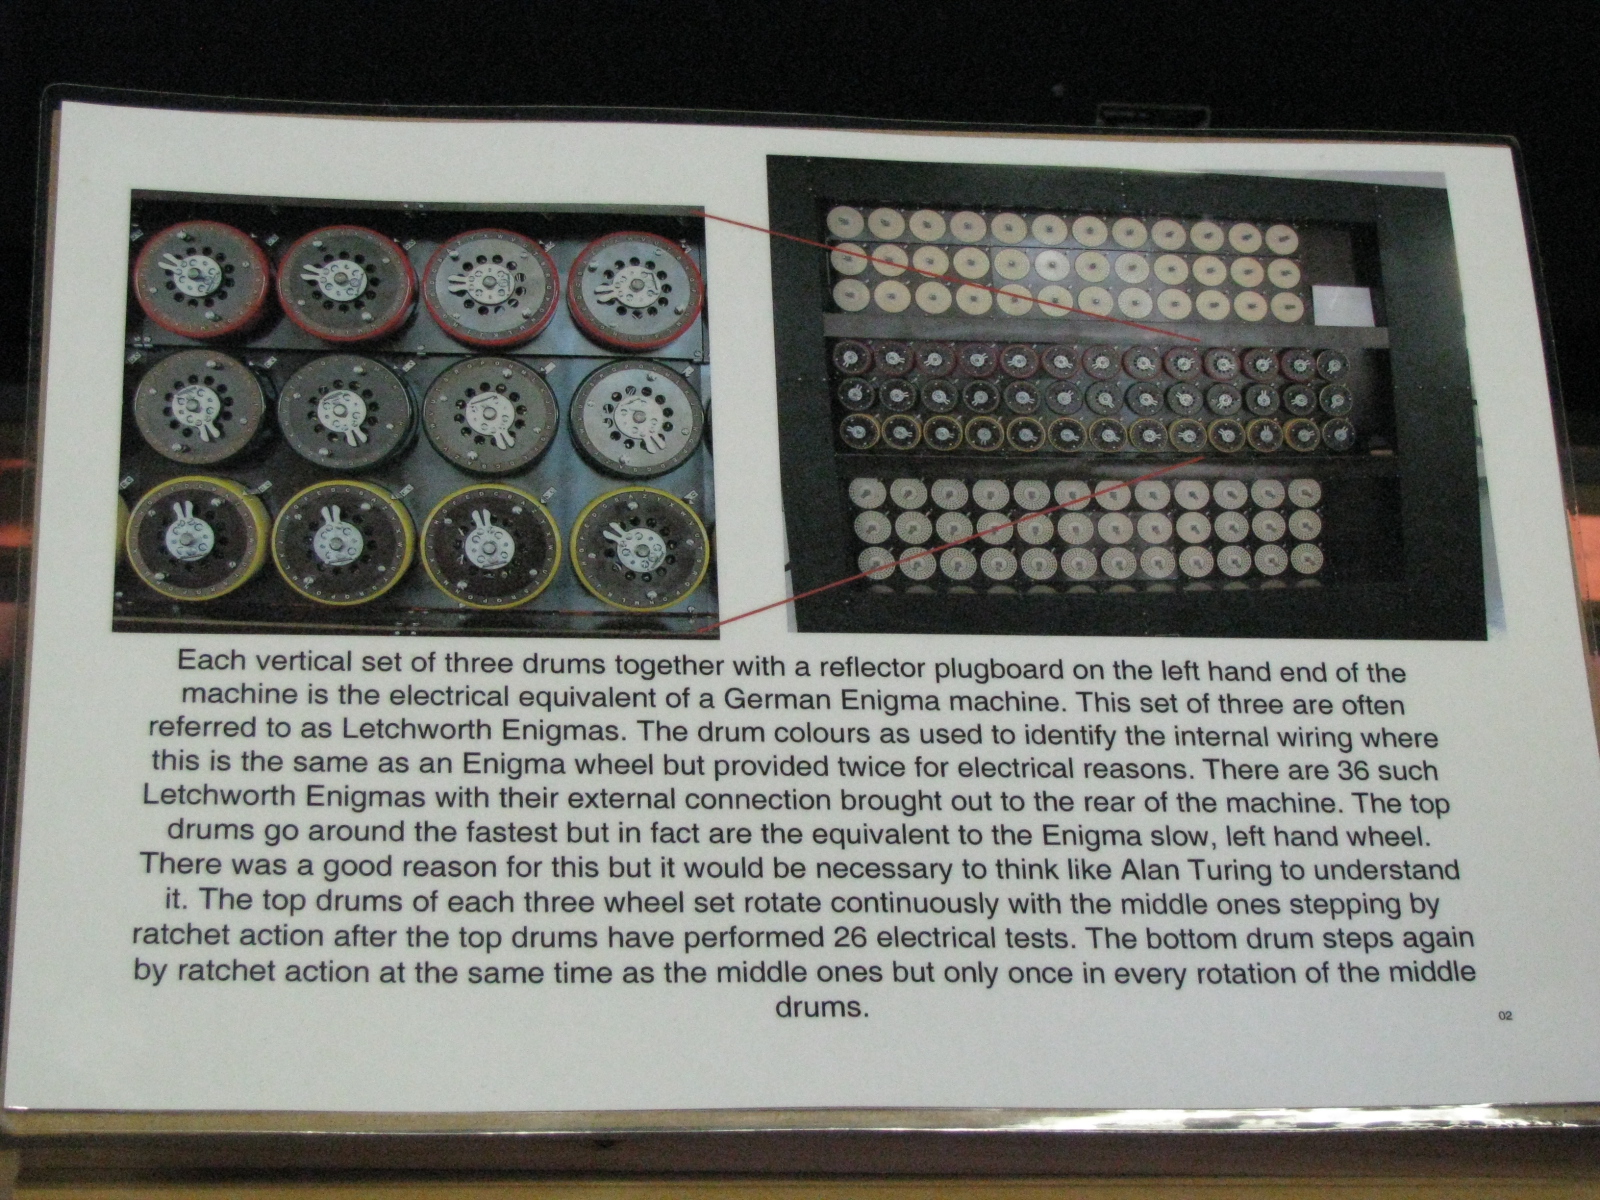 Each vertical set of three drums together with a reflector plugboard on the left hand end of the
machine is the electrical equivalent of a German Enigma machine. This set of three are often
referred to as Letchworth Enigmas. The drum colours as used to identify the internal wiring where
this is the same as an Enigma wheel but provided twice for electrical reasons. There are 36 such
Letchworth Enigmas with their external connection brought out to the rear of the machine. The top
drums go around the fastest but in fact are the equivalent to the Enigma slow, left hand wheel.
There was a good reason for this but it would be necessary to think like Alan Turing to understand
it. The top drums of each three wheel set rotate continuously with the middle ones stepping by
ratchet action after the top drums have performed 26 electrical tests. The bottom drum steps again
by ratchet action at the same time as the middle ones but only once in every rotation of the middle
drums.
02